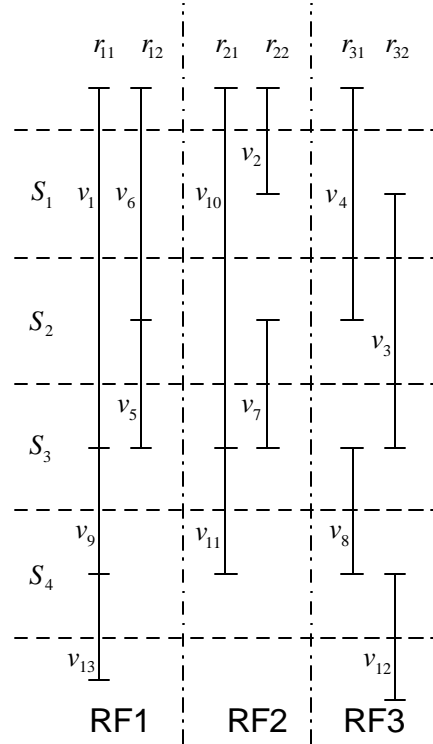 r11 r12 r21 r22 r31 r32
v2
S1 v1 v6 v10 v4
S2 v3
v5 v7
S3
v9 v11 v8
S4
v13 v12
RF1 RF2 RF3